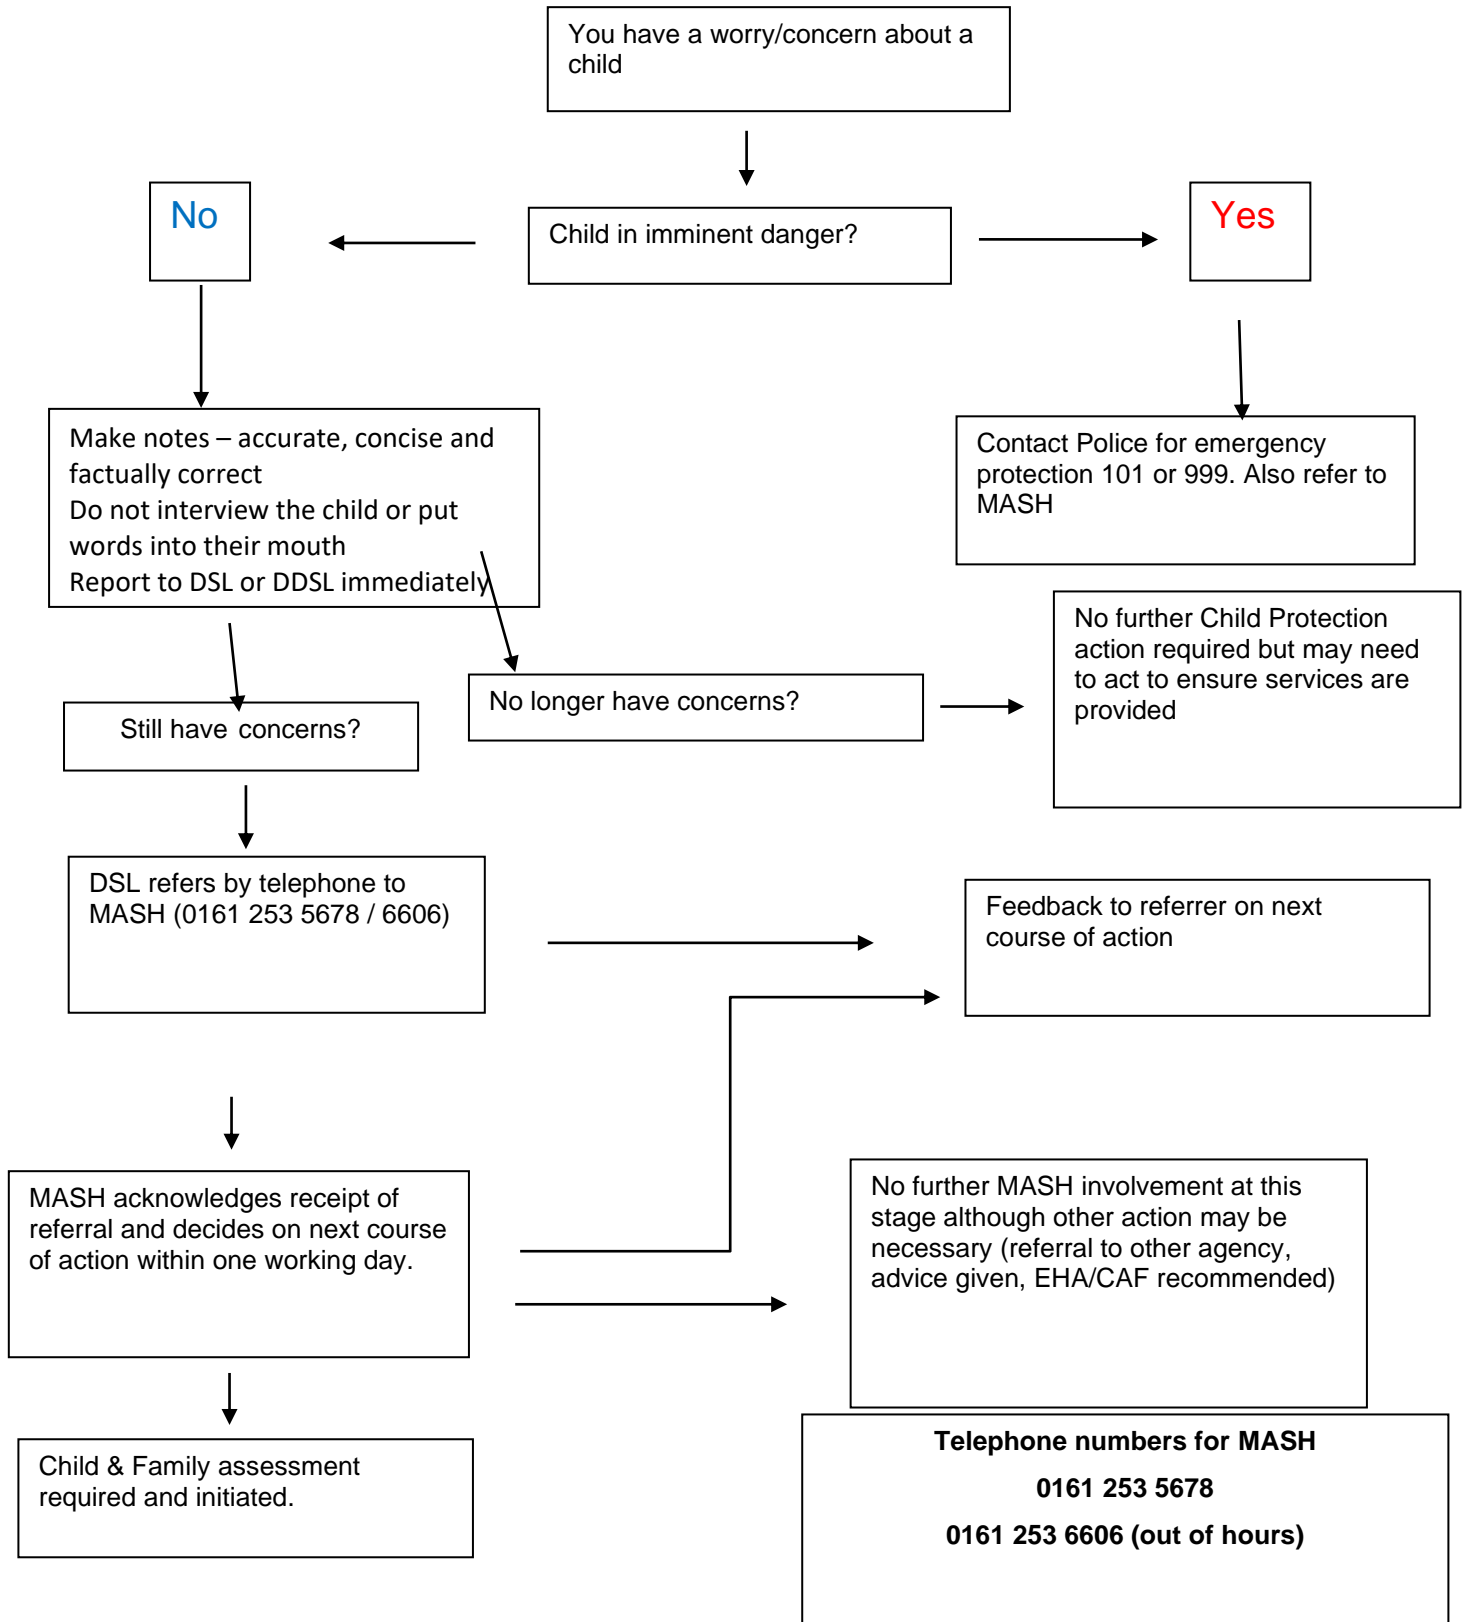 You have a worry/concern about a
child
No
Child in imminent danger?
Yes
Make notes – accurate, concise and
factually correct
Do not interview the child or put
words into their mouth
Report to DSL or DDSL immediately
Contact Police for emergency
protection 101 or 999. Also refer to
MASH
No further Child Protection
action required but may need
to act to ensure services are
provided
No longer have concerns?
Still have concerns?
DSL refers by telephone to
MASH (0161 253 5678 / 6606)
Feedback to referrer on next
course of action
MASH acknowledges receipt of
referral and decides on next course
of action within one working day.
No further MASH involvement at this
stage although other action may be
necessary (referral to other agency,
advice given, EHA/CAF recommended)
Child & Family assessment
required and initiated.
Telephone numbers for MASH
0161 253 5678
0161 253 6606 (out of hours)